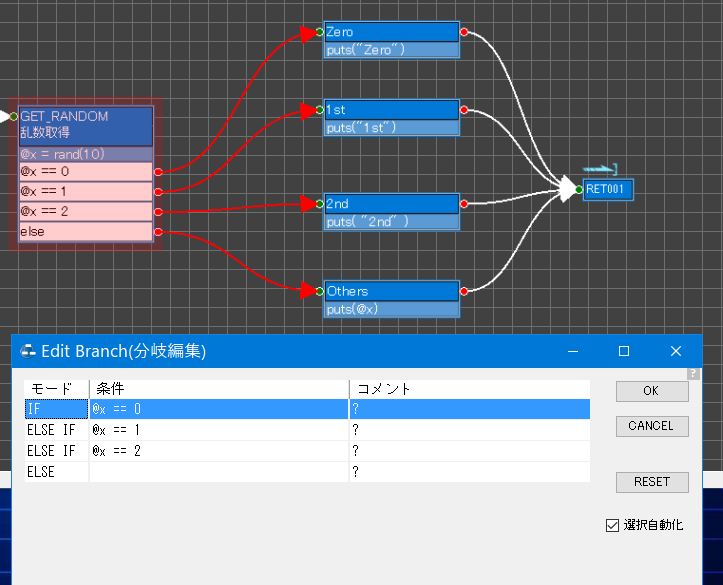 Zero
puts("Zero")
GET_RANDOM
乱数取得
@x = rand(10)
@x == 0
@x == 1
@x == 2
else
1st
puts("1st")
2nd
puts( "2nd" )
Others
puts(@x)
RET001
Edit Branch(分岐編集)
?
モード 条件 コメント
IF @x == 0 ?
ELSE IF @x == 1 ?
ELSE IF @x == 2 ?
ELSE ?
OK
CANCEL
RESET
選択自動化